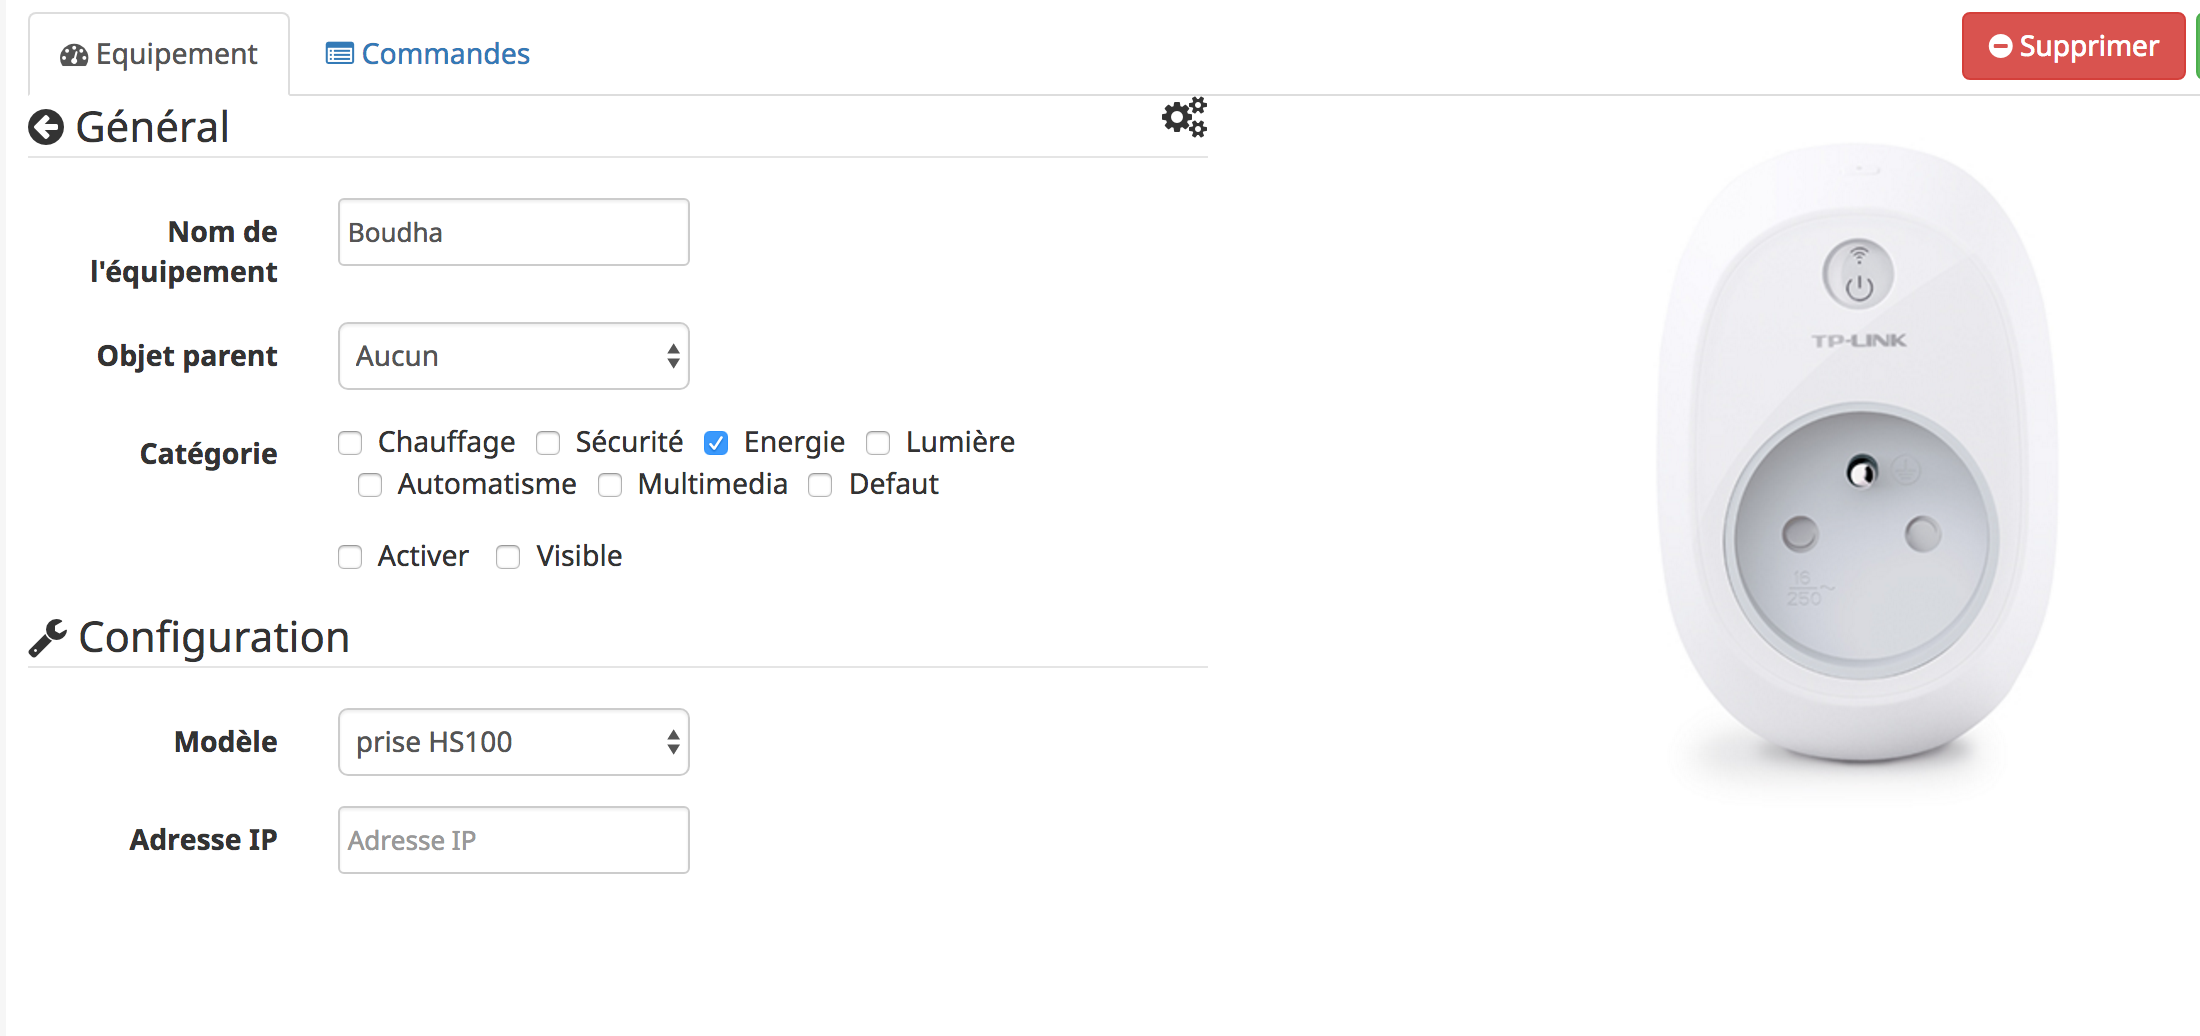 Equipement
Commandes
Supprimer
Général
Nom de
l'équipement
Boudha
Objet parent
Aucun
Catégorie
Chauffage Sécurité Energie Lumière
Automatisme Multimedia Defaut
Activer Visible
Configuration
Modèle
prise HS100
Adresse IP
Adresse IP
TP-LINK
16
250~